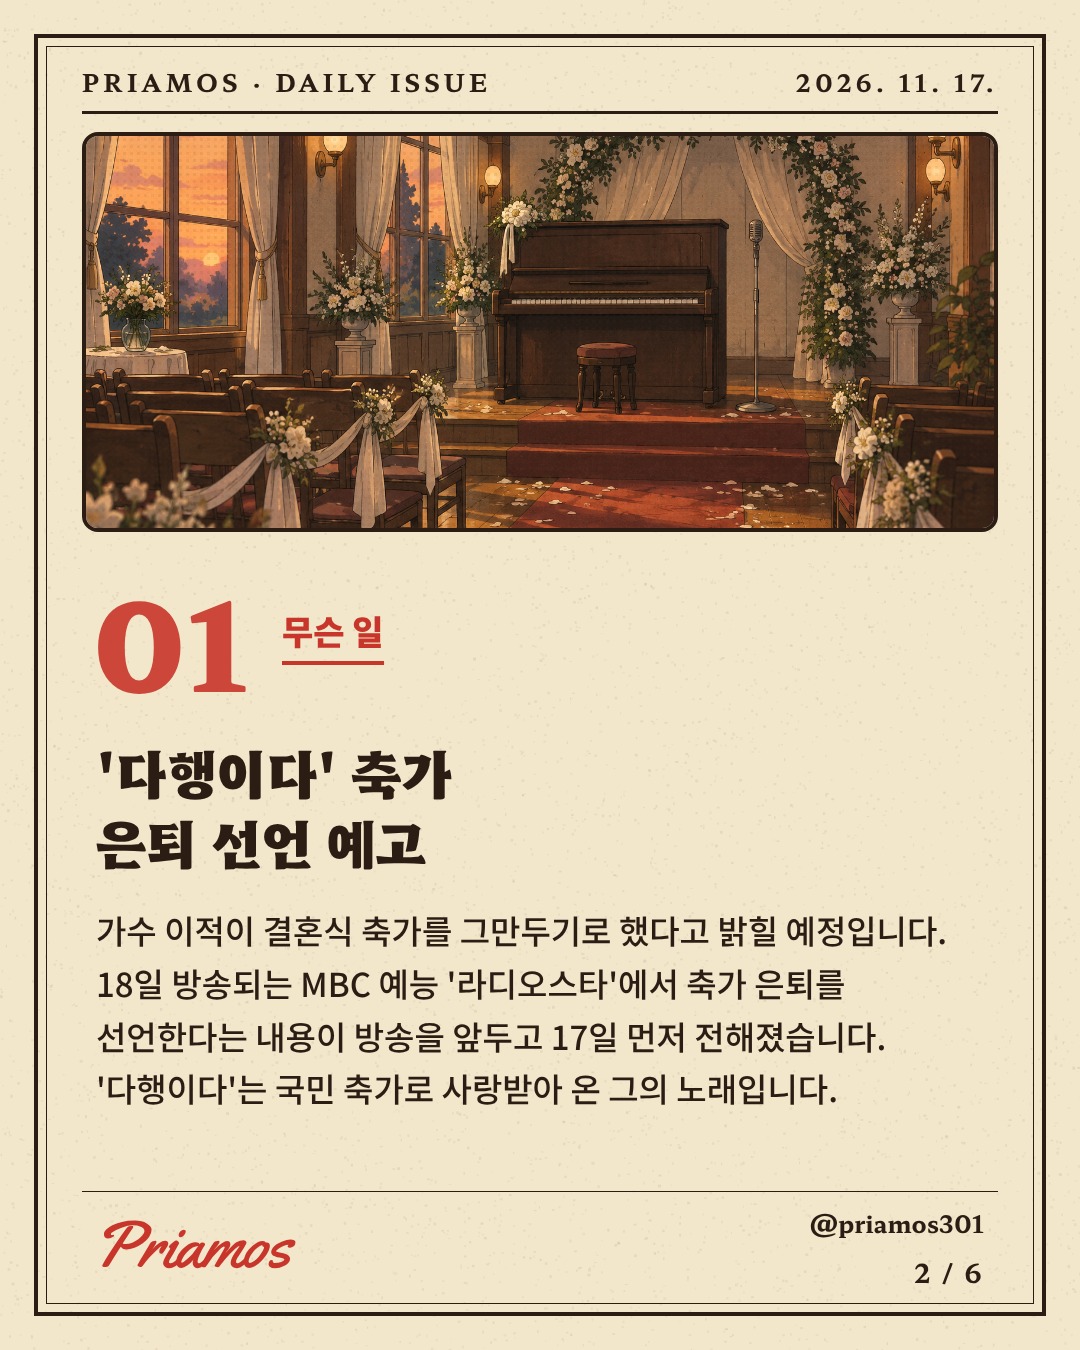 PRIAMOS · DAILY ISSUE
2026. 11. 17.
01
무슨 일
'다행이다' 축가
은퇴 선언 예고
가수 이적이 결혼식 축가를 그만두기로 했다고 밝힐 예정입니다.
18일 방송되는 MBC 예능 '라디오스타'에서 축가 은퇴를
선언한다는 내용이 방송을 앞두고 17일 먼저 전해졌습니다.
'다행이다'는 국민 축가로 사랑받아 온 그의 노래입니다.
Priamos
@priamos301
2 / 6